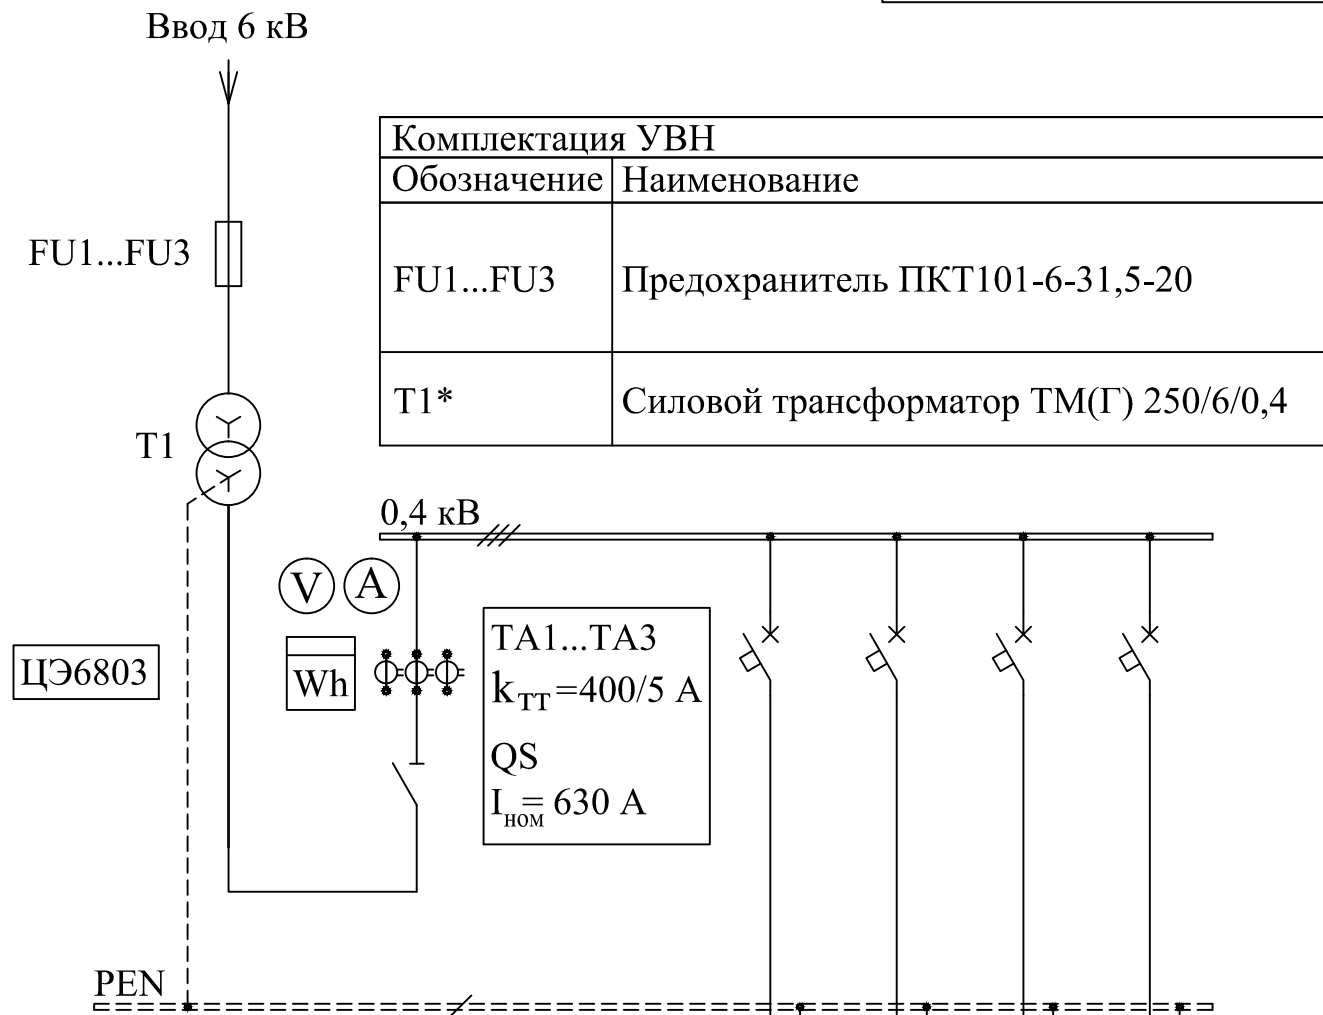 Ввод 6 кВ
Комплектация УВН
Обозначение Наименование
FU1...FU3
FU1...FU3 Предохранитель ПКТ101-6-31,5-20
T1* Силовой трансформатор ТМ(Г) 250/6/0,4
T1
0,4 кВ
V A
TA1...TA3
ЦЭ6803
Wh
kТТ=400/5 А
QS
Iном= 630 А
PEN